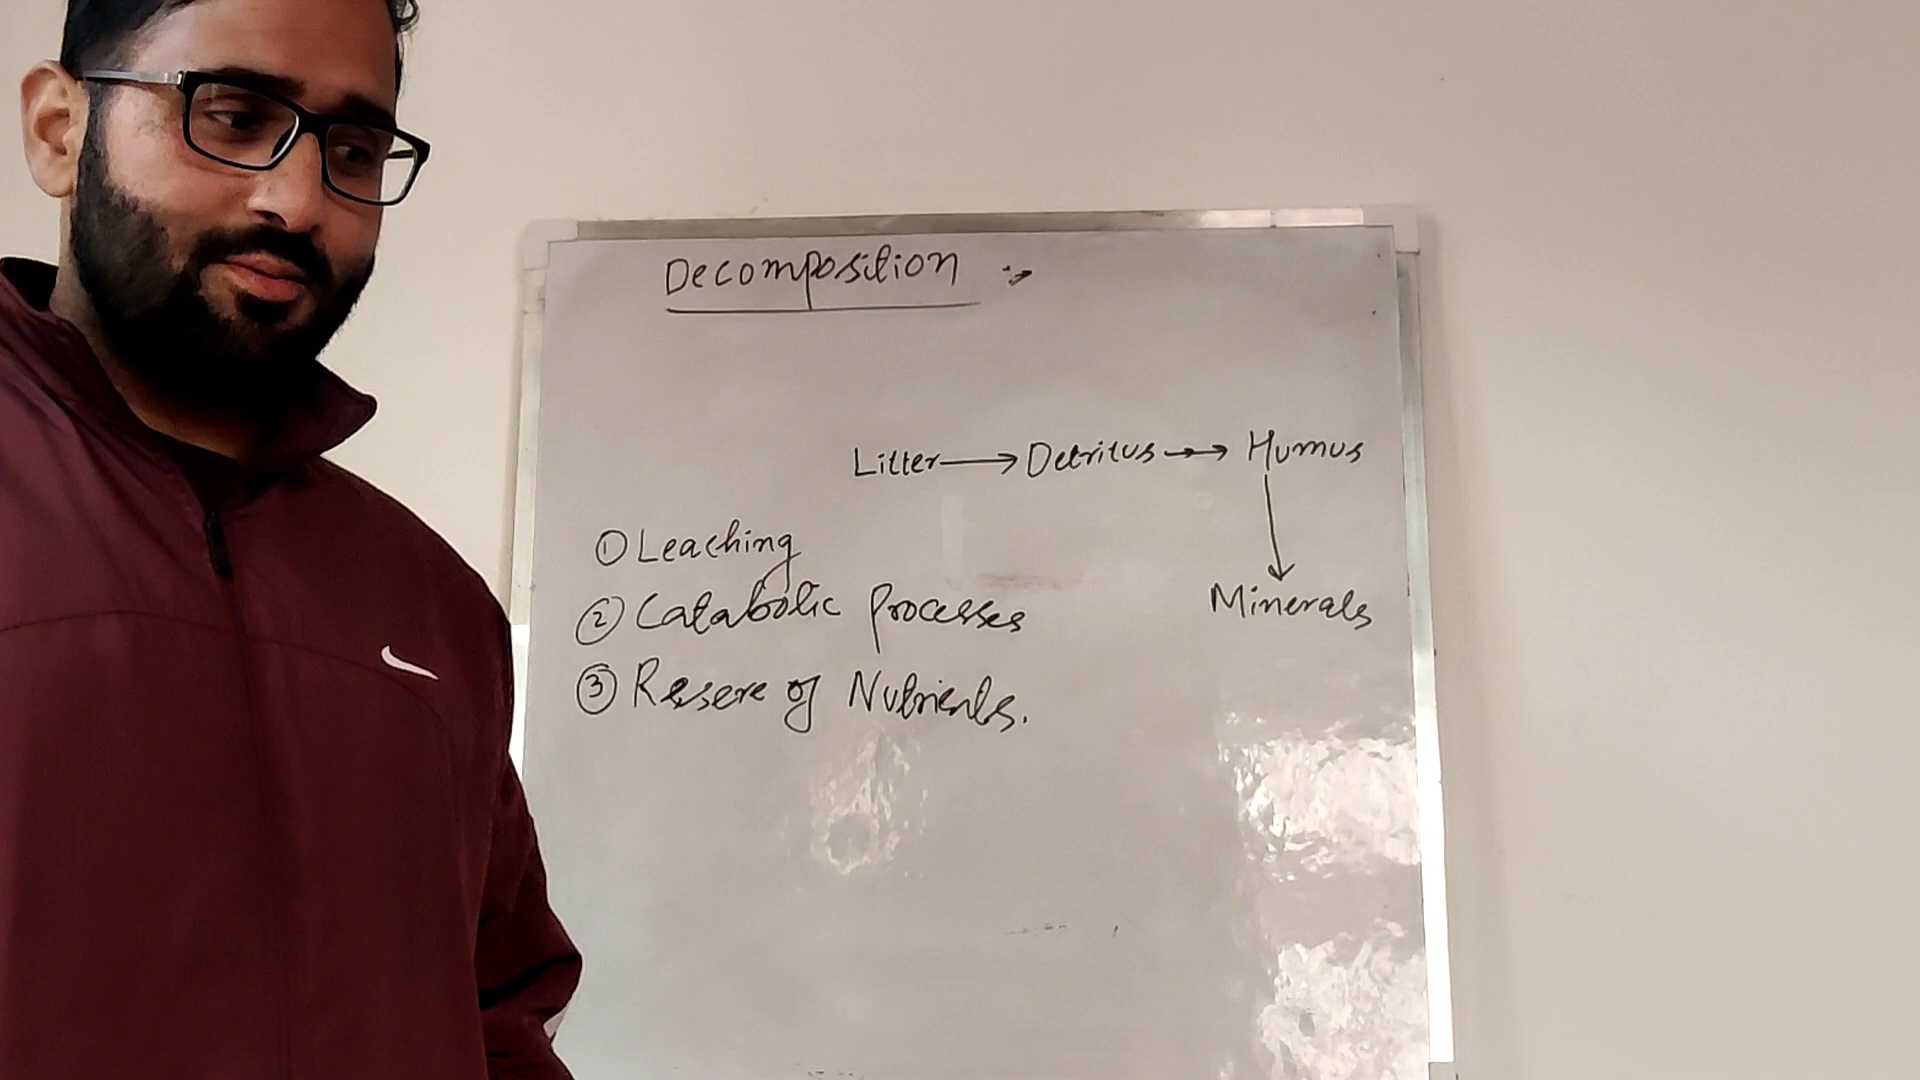 Decomposition :-
Litter → Detritus → Humus
↓
Minerals
① Leaching
② Catabolic Processes
③ Resere of Nutrients.